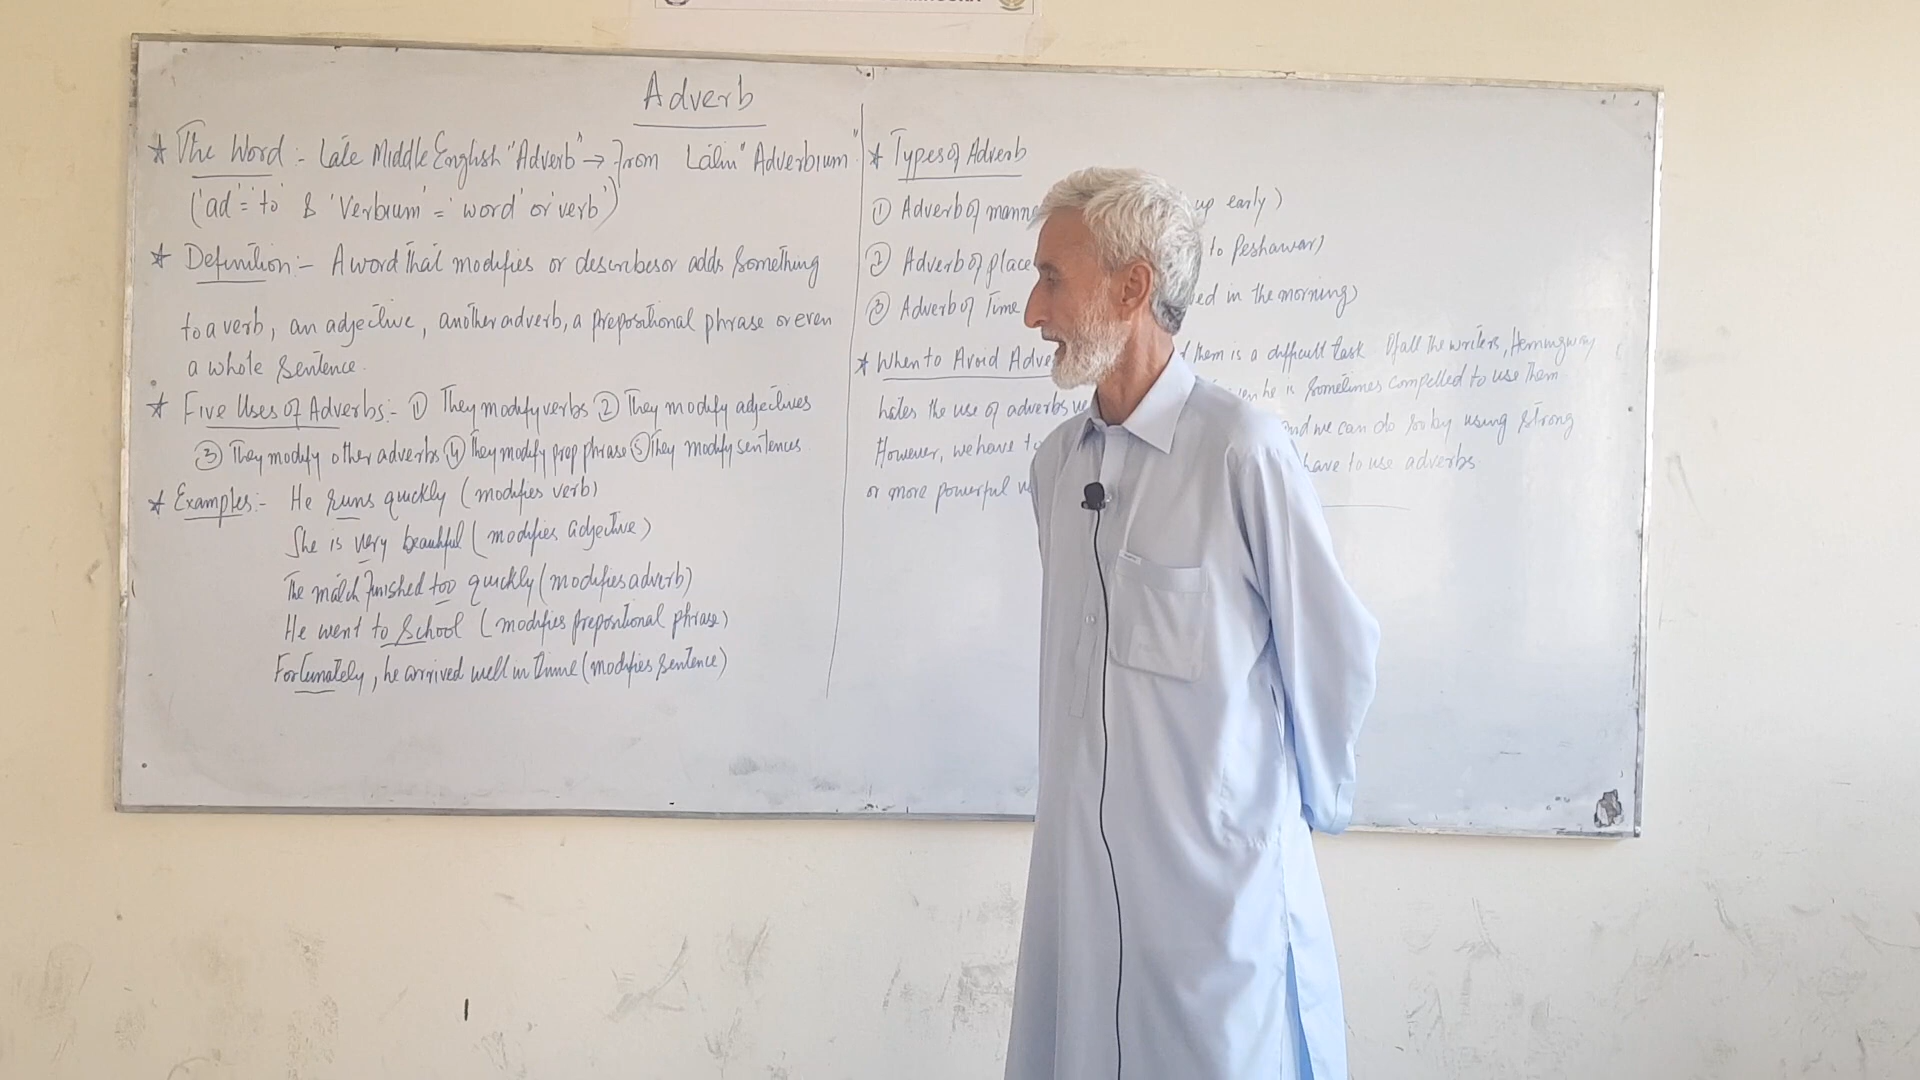 Adverb
* The Word :- Late Middle English "Adverb" → from Latin "Adverbium"
('ad' = 'to' & 'Verbium' = 'word' or 'verb')
* Definition :- A word that modifies or describes or adds something
to a verb, an adjective, another adverb, a prepositional phrase or even
a whole sentence.
* Five Uses of Adverbs :- ① They modify verbs ② They modify adjectives
③ They modify other adverbs ④ They modify prep phrase ⑤ They modify sentences
* Examples :- He runs quickly (modifies verb)
She is very beautiful (modifies adjective)
The match finished too quickly (modifies adverb)
He went to School (modifies prepositional phrase)
Fortunately, he arrived well in time (modifies sentence)
* Types of Adverb
① Adverb of manne up early)
② Adverb of place to Peshawar)
③ Adverb of Time ed in the morning)
* When to Avoid Adve them is a difficult task. Of all the writers, Hemingway
hates the use of adverbs ve he is sometimes compelled to use them.
However, we have to and we can do so by using strong
or more powerful have to use adverbs.